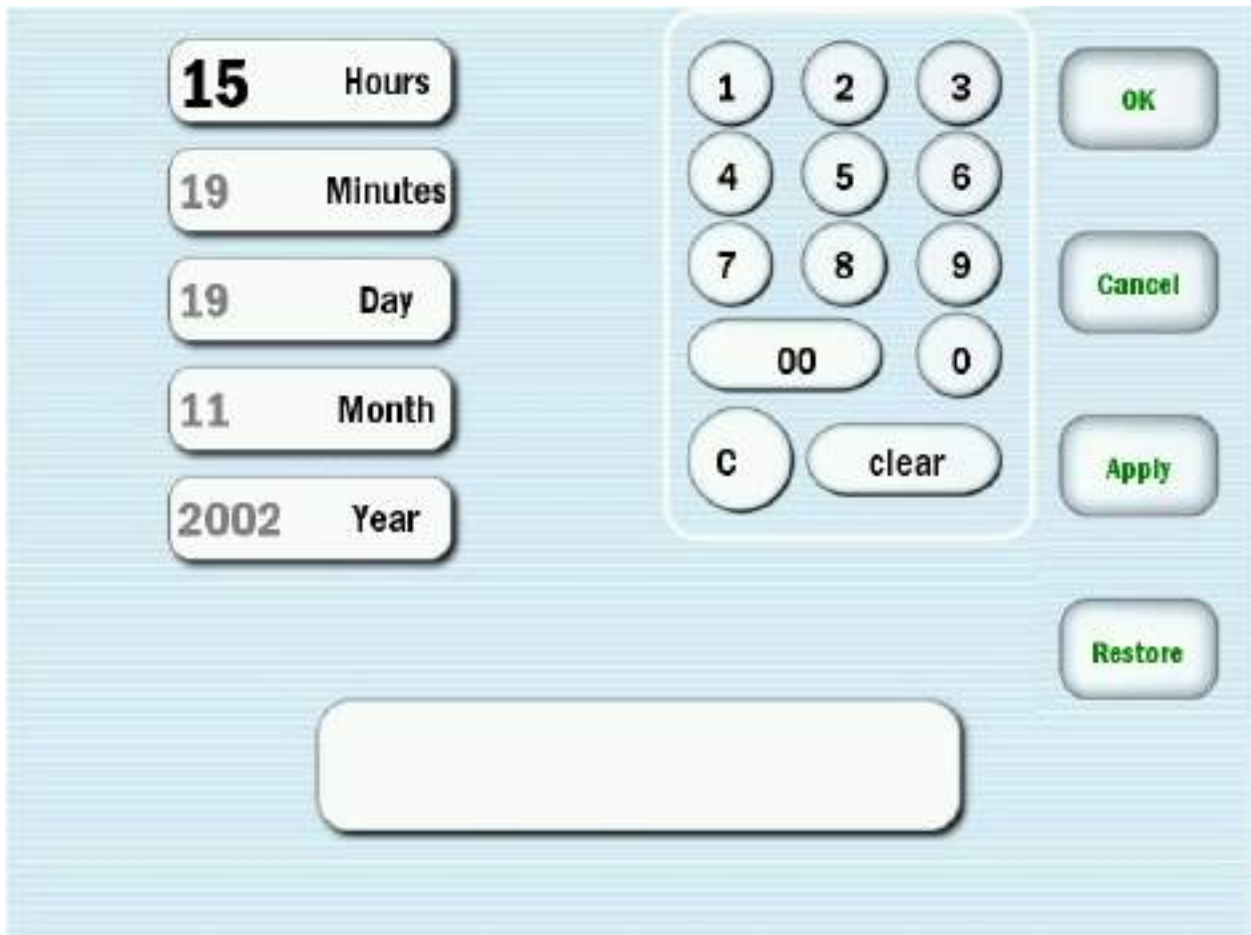 15 Hours
19 Minutes
19 Day
11 Month
2002 Year
1 2 3
4 5 6
7 8 9
00 0
C clear
OK
Cancel
Apply
Restore